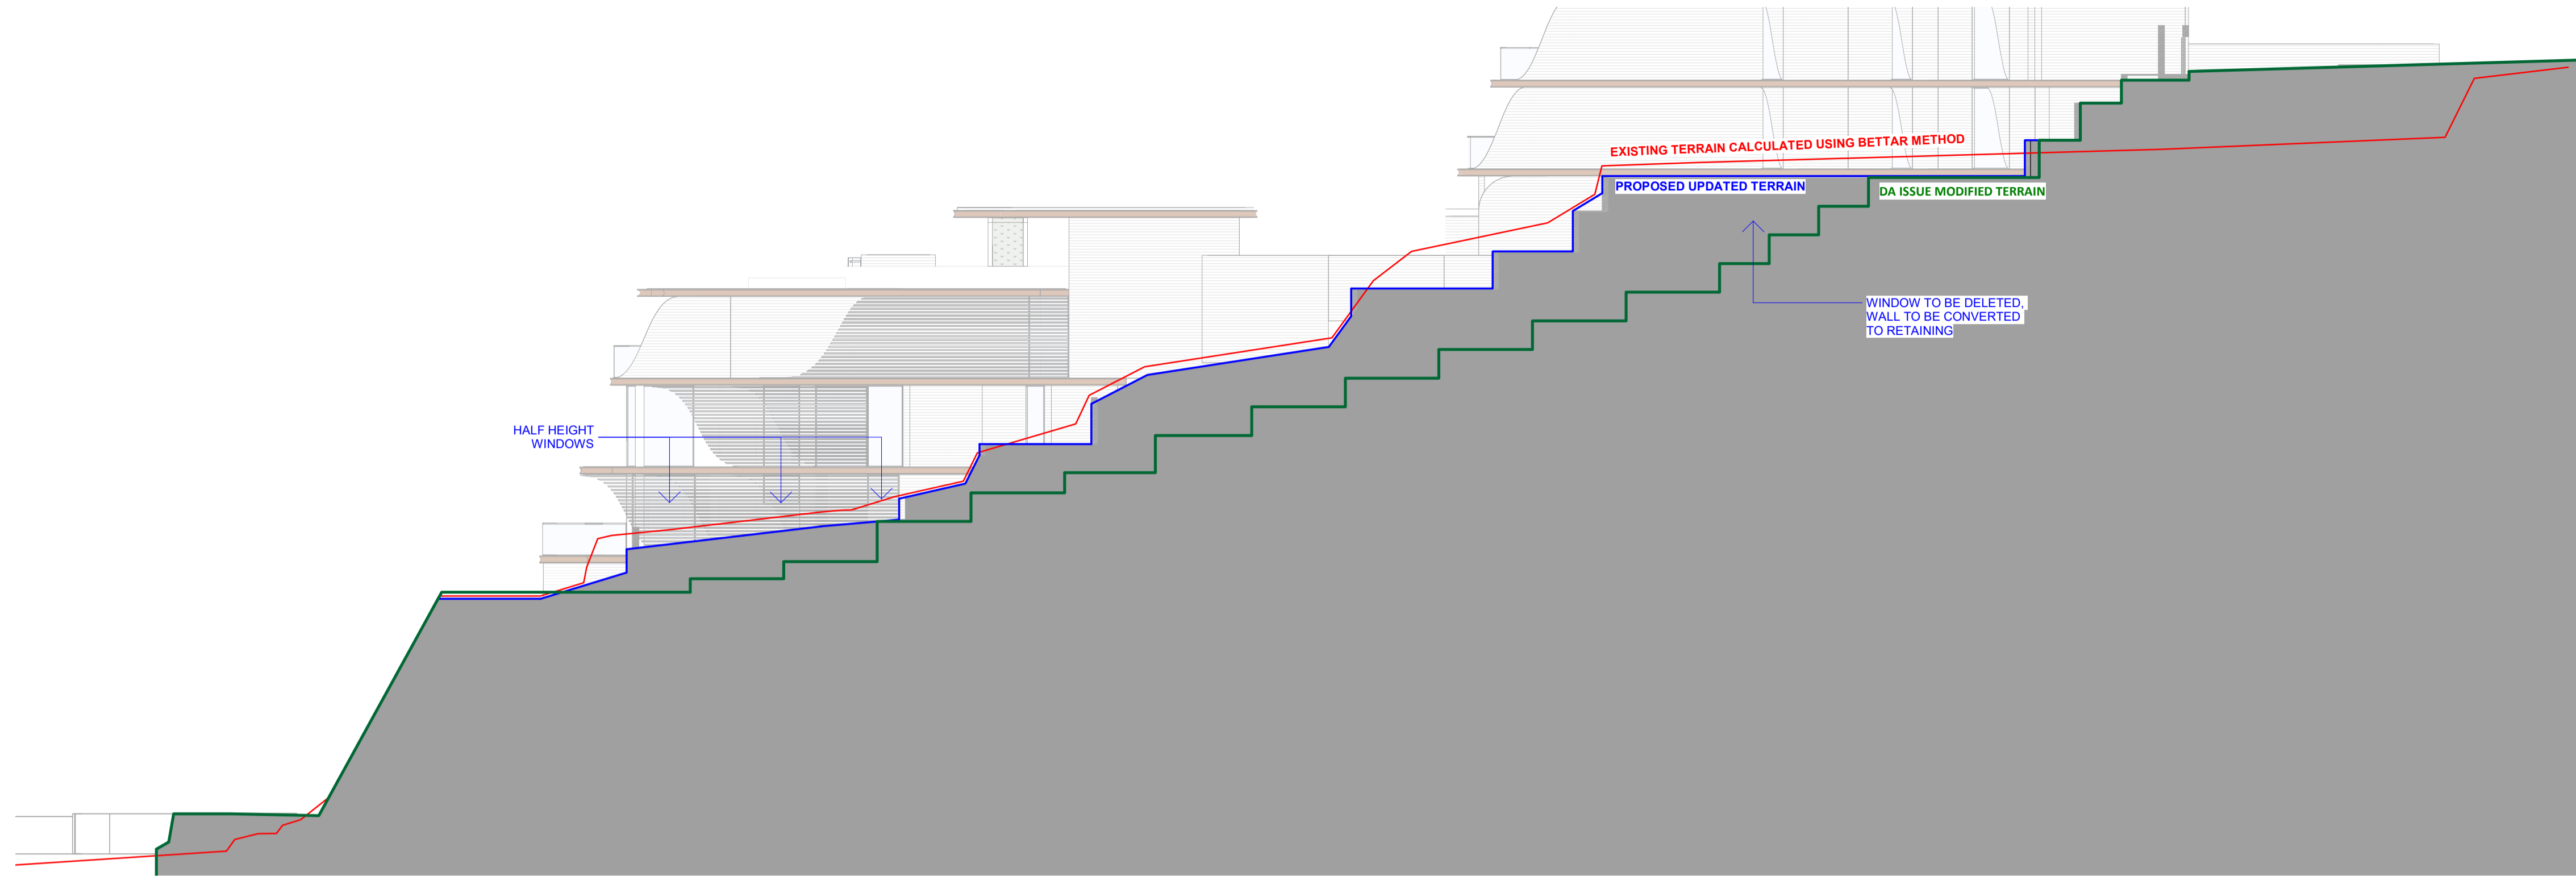 EXISTING TERRAIN CALCULATED USING BETTAR METHOD
PROPOSED UPDATED TERRAIN
DA ISSUE MODIFIED TERRAIN
WINDOW TO BE DELETED,
WALL TO BE CONVERTED
TO RETAINING
HALF HEIGHT
WINDOWS